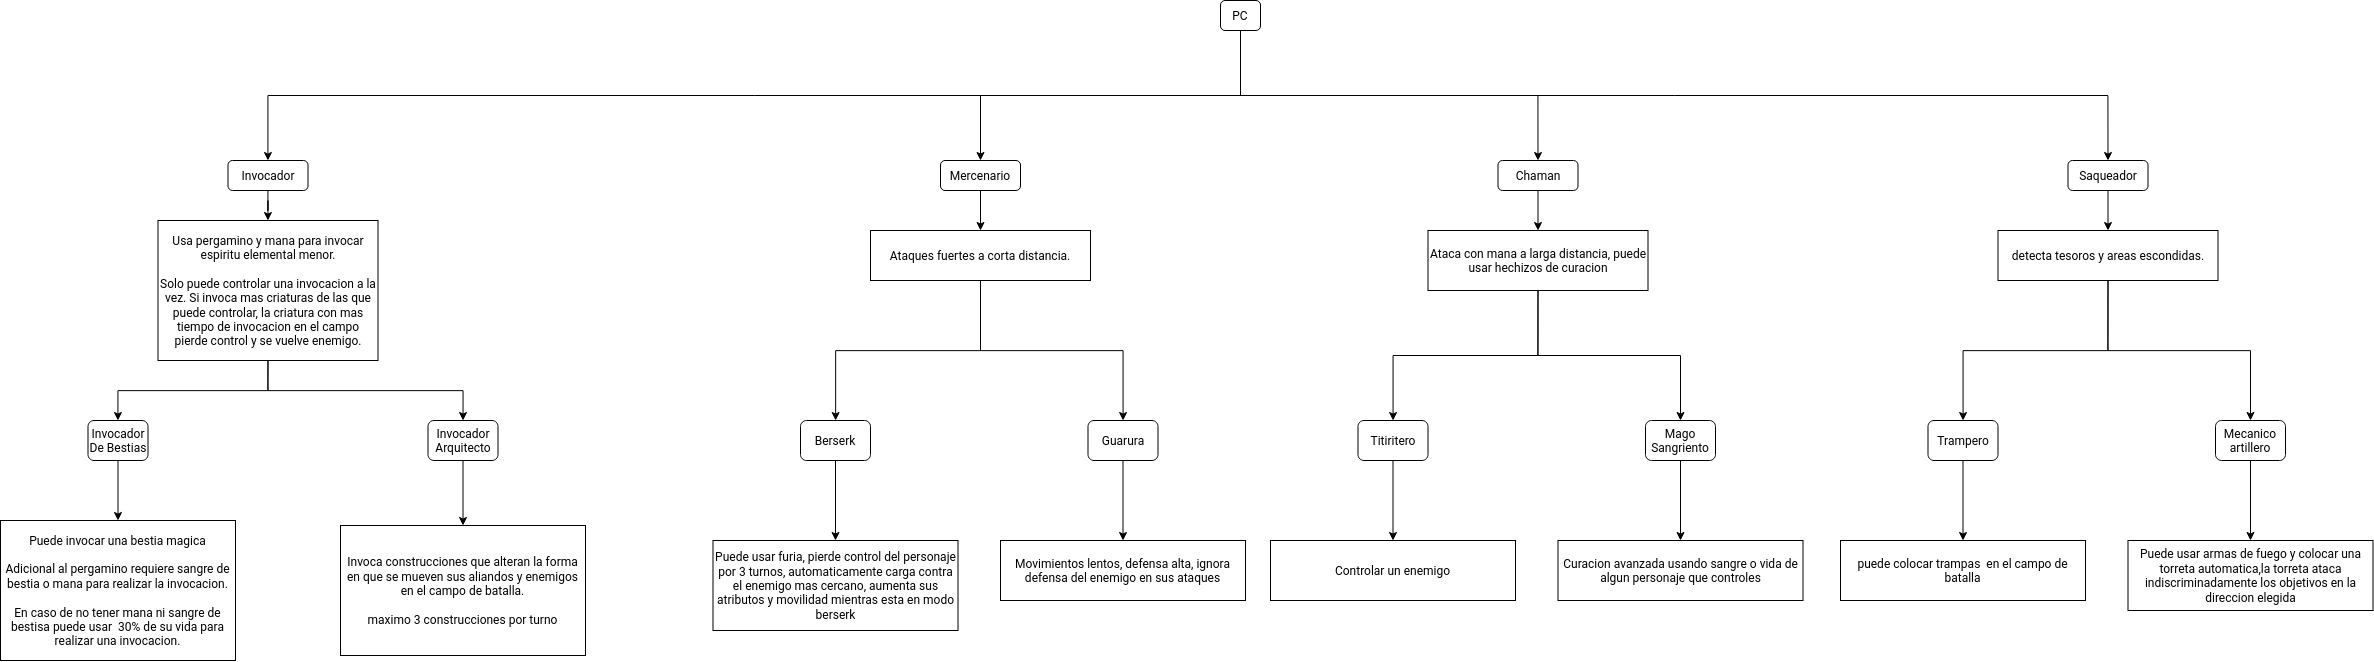 PC
Invocador
Mercenario
Chaman
Saqueador
Usa pergamino y mana para invocar
espiritu elemental menor.
Solo puede controlar una invocacion a la
vez. Si invoca mas criaturas de las que
puede controlar, la criatura con mas
tiempo de invocacion en el campo
pierde control y se vuelve enemigo.
Ataques fuertes a corta distancia.
Ataca con mana a larga distancia, puede
usar hechizos de curacion
detecta tesoros y areas escondidas.
Invocador
De Bestias
Invocador
Arquitecto
Berserk
Guarura
Titiritero
Mago
Sangriento
Trampero
Mecanico
artillero
Puede invocar una bestia magica
Adicional al pergamino requiere sangre de
bestia o mana para realizar la invocacion.
En caso de no tener mana ni sangre de
bestisa puede usar  30% de su vida para
realizar una invocacion.
Invoca construcciones que alteran la forma
en que se mueven sus aliandos y enemigos
en el campo de batalla.
maximo 3 construcciones por turno
Puede usar furia, pierde control del personaje
por 3 turnos, automaticamente carga contra
el enemigo mas cercano, aumenta sus
atributos y movilidad mientras esta en modo
berserk
Movimientos lentos, defensa alta, ignora
defensa del enemigo en sus ataques
Controlar un enemigo
Curacion avanzada usando sangre o vida de
algun personaje que controles
puede colocar trampas  en el campo de
batalla
Puede usar armas de fuego y colocar una
torreta automatica,la torreta ataca
indiscriminadamente los objetivos en la
direccion elegida